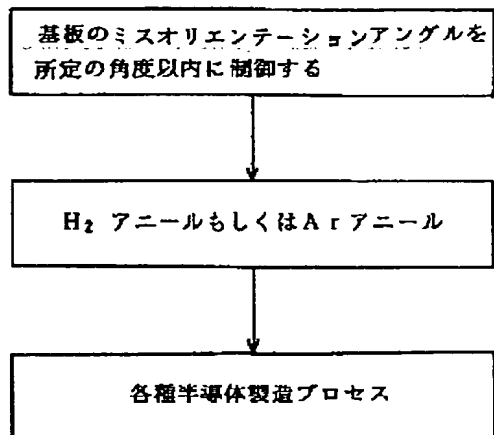 基板のミスオリエンテーションアングルを
所定の角度以内に制御する
H₂ アニールもしくはAr アニール
各種半導体製造プロセス